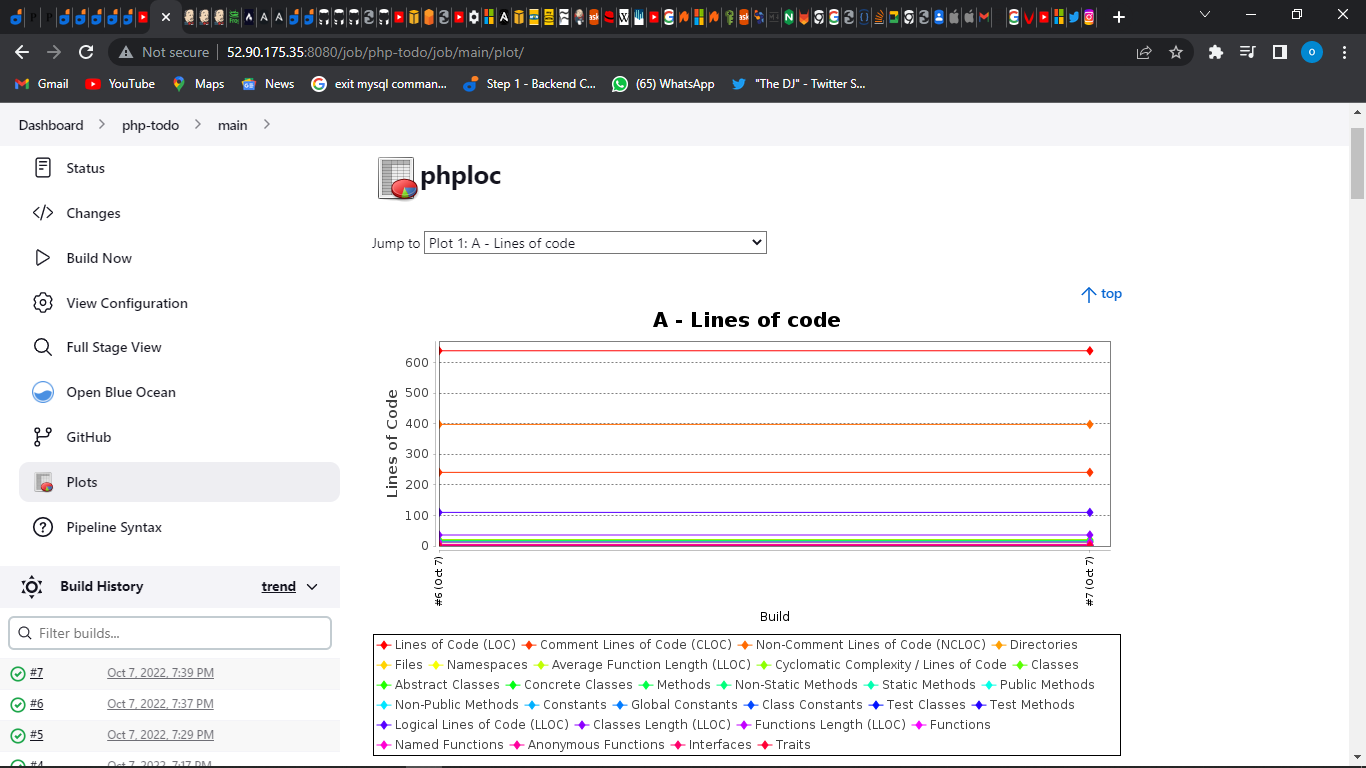 Not secure
52.90.175.35:8080/job/php-todo/job/main/plot/
Gmail YouTube Maps News exit mysql comman... Step 1 - Backend C... (65) WhatsApp "The DJ" - Twitter S...
Dashboard php-todo main
Status
Changes
Build Now
View Configuration
Full Stage View
Open Blue Ocean
GitHub
Plots
Pipeline Syntax
Build History trend
Filter builds...
#7 Oct 7, 2022, 7:39 PM
#6 Oct 7, 2022, 7:37 PM
#5 Oct 7, 2022, 7:29 PM
#4 Oct 7, 2022, 7:17 PM
phploc
Jump to Plot 1: A - Lines of code
top
A - Lines of code
Lines of Code
600
500
400
300
200
100
0
#6 (Oct 7)
#7 (Oct 7)
Build
Lines of Code (LOC) Comment Lines of Code (CLOC) Non-Comment Lines of Code (NCLOC) Directories
Files Namespaces Average Function Length (LLOC) Cyclomatic Complexity / Lines of Code Classes
Abstract Classes Concrete Classes Methods Non-Static Methods Static Methods Public Methods
Non-Public Methods Constants Global Constants Class Constants Test Classes Test Methods
Logical Lines of Code (LLOC) Classes Length (LLOC) Functions Length (LLOC) Functions
Named Functions Anonymous Functions Interfaces Traits